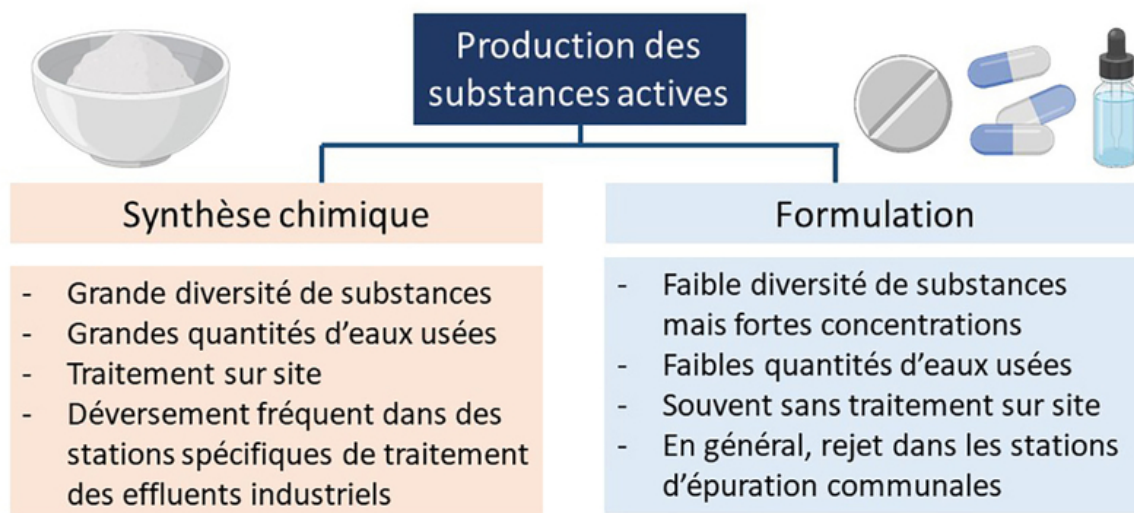 Production des
substances actives
Synthèse chimique
- Grande diversité de substances
- Grandes quantités d'eaux usées
- Traitement sur site
- Déversement fréquent dans des
stations spécifiques de traitement
des effluents industriels
Formulation
- Faible diversité de substances
mais fortes concentrations
- Faibles quantités d'eaux usées
- Souvent sans traitement sur site
- En général, rejet dans les stations
d'épuration communales